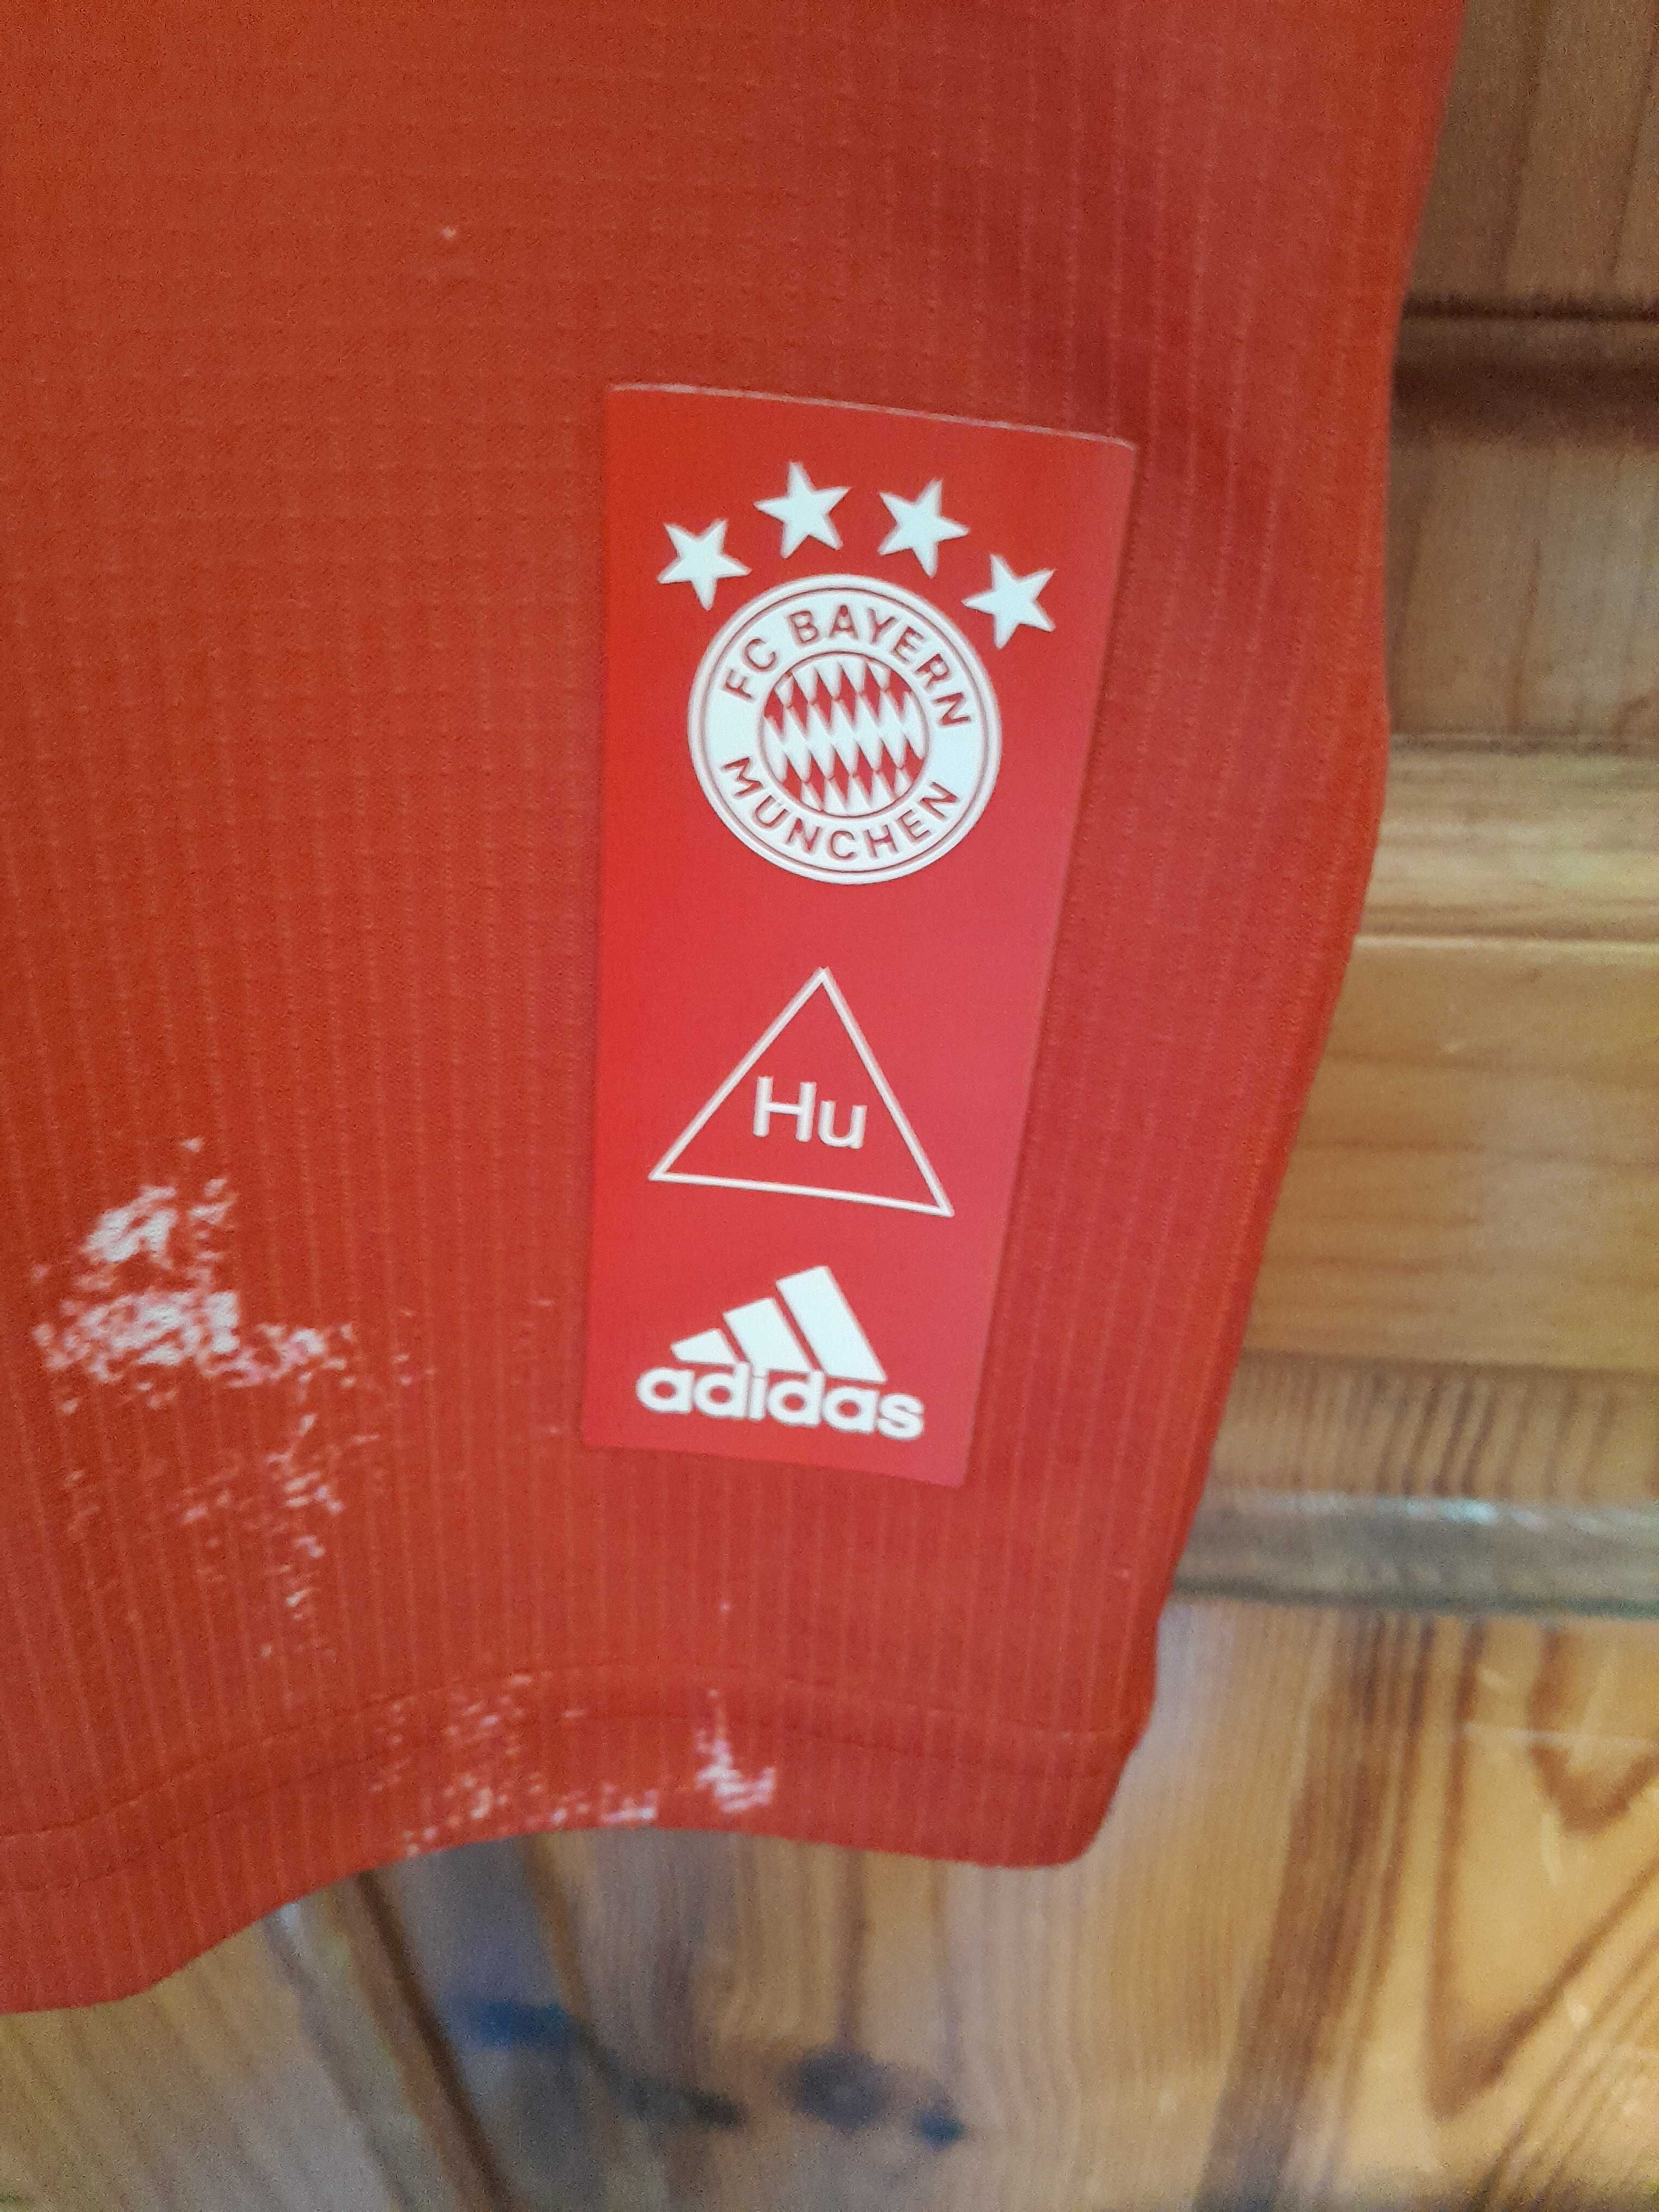 FC BAYERN
MÜNCHEN
Hu
adidas